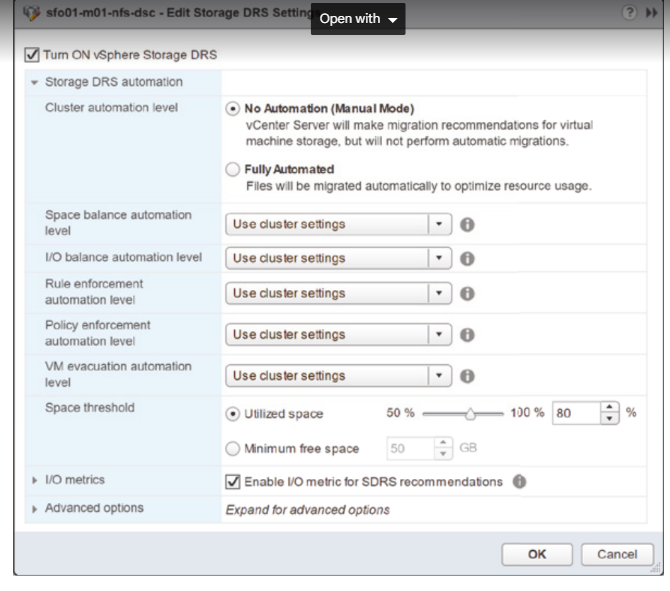 sfo01-m01-nfs-dsc - Edit Storage DRS Setting
Open with
Turn ON vSphere Storage DRS
Storage DRS automation
Cluster automation level
No Automation (Manual Mode)
vCenter Server will make migration recommendations for virtual
machine storage, but will not perform automatic migrations.
Fully Automated
Files will be migrated automatically to optimize resource usage.
Space balance automation
level
Use cluster settings
I/O balance automation level
Use cluster settings
Rule enforcement
automation level
Use cluster settings
Policy enforcement
automation level
Use cluster settings
VM evacuation automation
level
Use cluster settings
Space threshold
Utilized space 50 % 100 % 80 %
Minimum free space 50 GB
I/O metrics
Enable I/O metric for SDRS recommendations
Advanced options
Expand for advanced options
OK Cancel